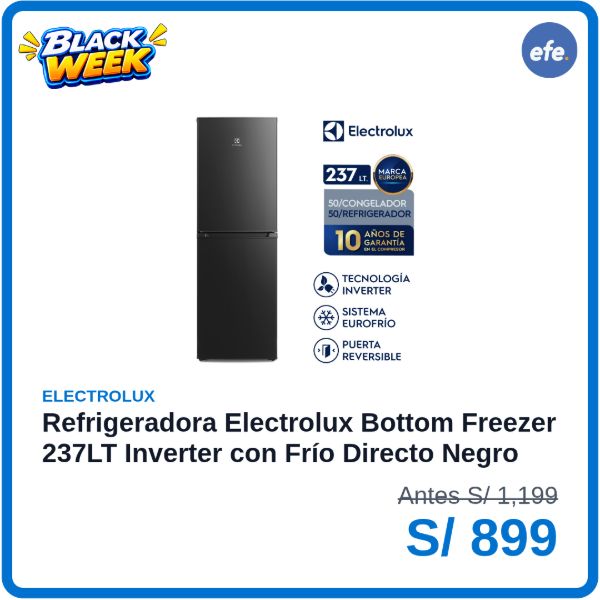 BLACK
WEEK
efe.
Electrolux
237 LT.
MARCA
EUROPEA
50/CONGELADOR
50/REFRIGERADOR
10 AÑOS DE
GARANTÍA
EN EL COMPRESOR
TECNOLOGÍA
INVERTER
SISTEMA
EUROFRÍO
PUERTA
REVERSIBLE
ELECTROLUX
Refrigeradora Electrolux Bottom Freezer
237LT Inverter con Frío Directo Negro
Antes S/ 1,199
S/ 899